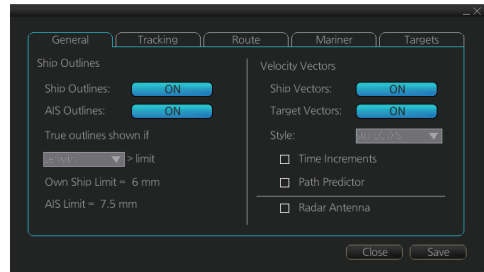 General Tracking Route Mariner Targets
Ship Outlines
Ship Outlines: ON
AIS Outlines: ON
True outlines shown if
Length > limit
Own Ship Limit = 6 mm
AIS Limit = 7.5 mm
Velocity Vectors
Ship Vectors: ON
Target Vectors: ON
Style:
Time Increments
Path Predictor
Radar Antenna
Close Save